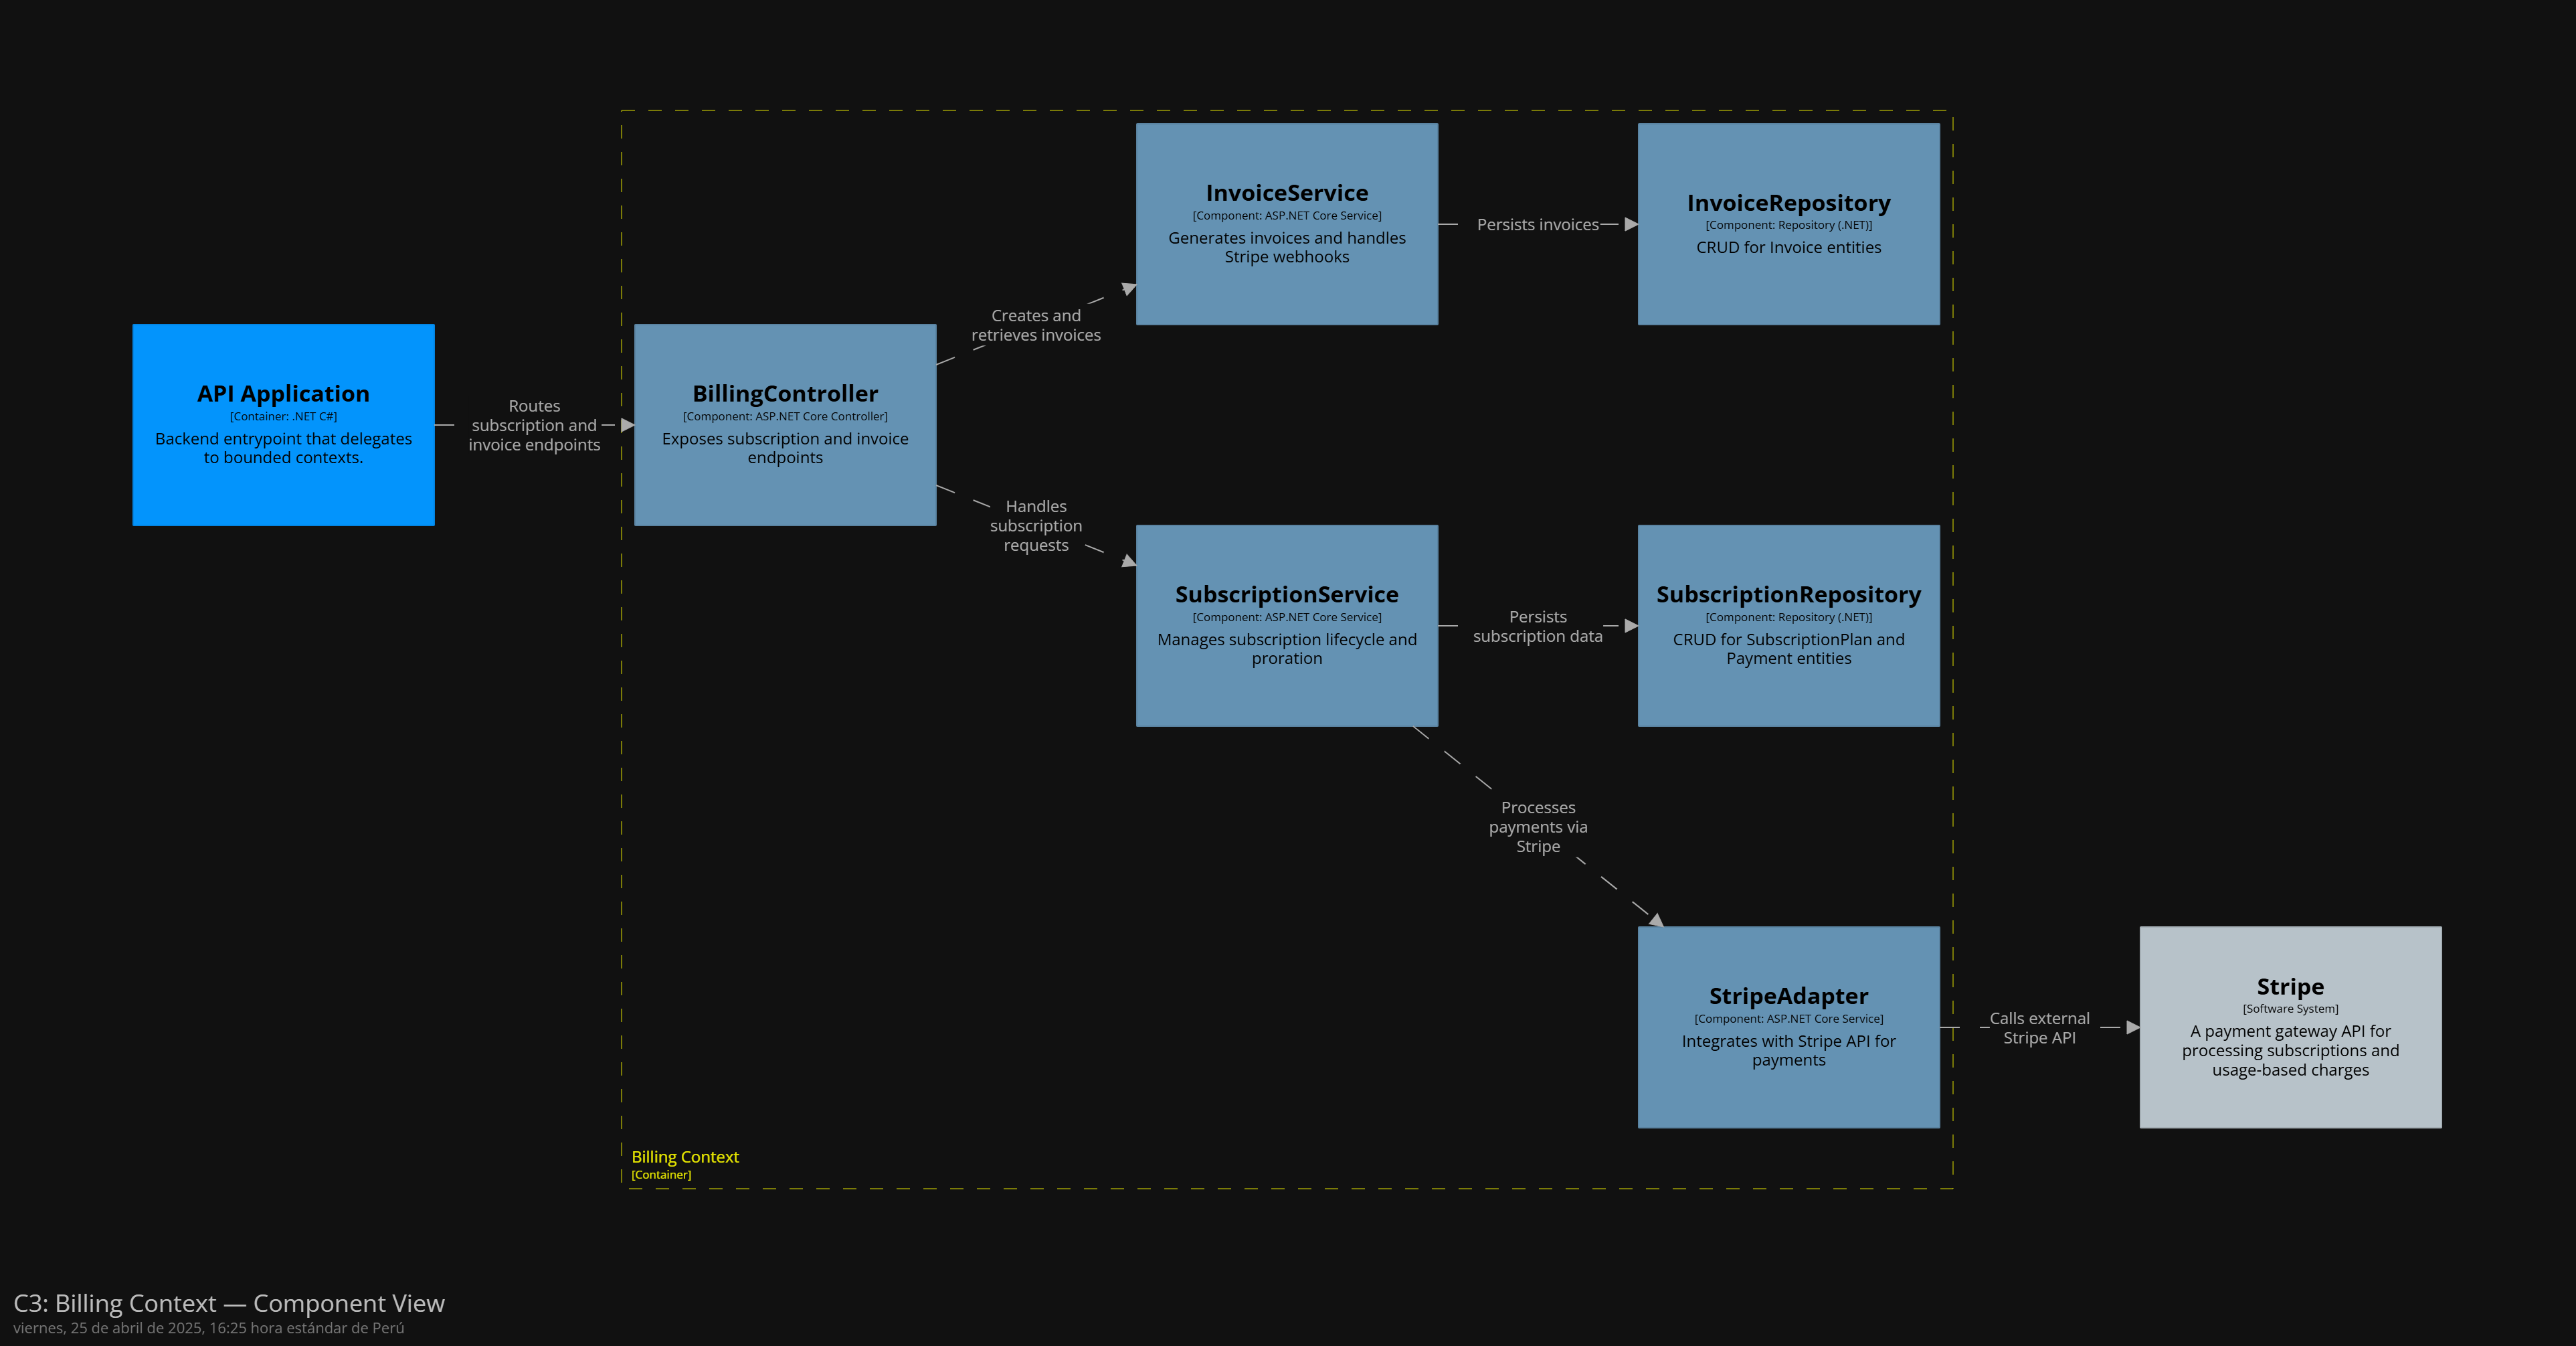 InvoiceService
[Component: ASP.NET Core Service]
Generates invoices and handles
Stripe webhooks
Persists invoices
InvoiceRepository
[Component: Repository (.NET)]
CRUD for Invoice entities
Creates and
retrieves invoices
API Application
[Container: .NET C#]
Backend entrypoint that delegates
to bounded contexts.
Routes
subscription and
invoice endpoints
BillingController
[Component: ASP.NET Core Controller]
Exposes subscription and invoice
endpoints
Handles
subscription
requests
SubscriptionService
[Component: ASP.NET Core Service]
Manages subscription lifecycle and
proration
Persists
subscription data
SubscriptionRepository
[Component: Repository (.NET)]
CRUD for SubscriptionPlan and
Payment entities
Processes
payments via
Stripe
StripeAdapter
[Component: ASP.NET Core Service]
Integrates with Stripe API for
payments
Calls external
Stripe API
Stripe
[Software System]
A payment gateway API for
processing subscriptions and
usage-based charges
Billing Context
[Container]
C3: Billing Context — Component View
viernes, 25 de abril de 2025, 16:25 hora estándar de Perú